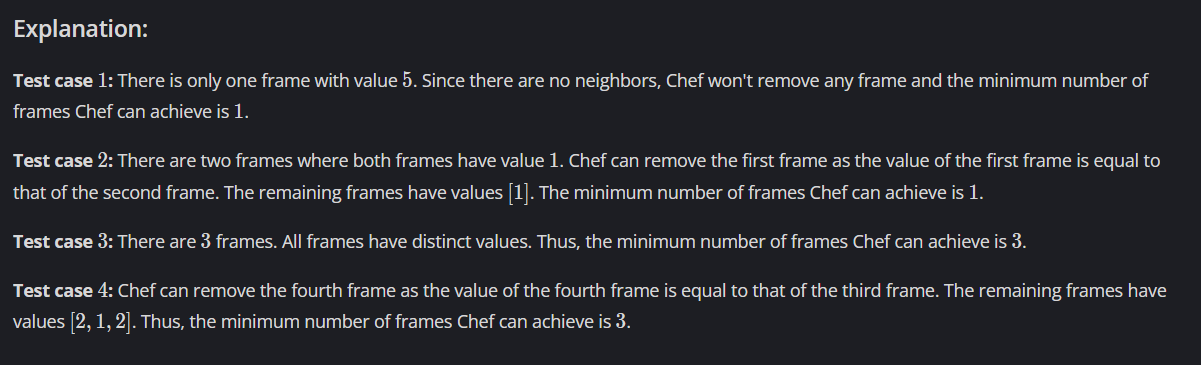 Explanation:
Test case 1: There is only one frame with value 5. Since there are no neighbors, Chef won't remove any frame and the minimum number of
frames Chef can achieve is 1.
Test case 2: There are two frames where both frames have value 1. Chef can remove the first frame as the value of the first frame is equal to
that of the second frame. The remaining frames have values [1]. The minimum number of frames Chef can achieve is 1.
Test case 3: There are 3 frames. All frames have distinct values. Thus, the minimum number of frames Chef can achieve is 3.
Test case 4: Chef can remove the fourth frame as the value of the fourth frame is equal to that of the third frame. The remaining frames have
values [2, 1, 2]. Thus, the minimum number of frames Chef can achieve is 3.